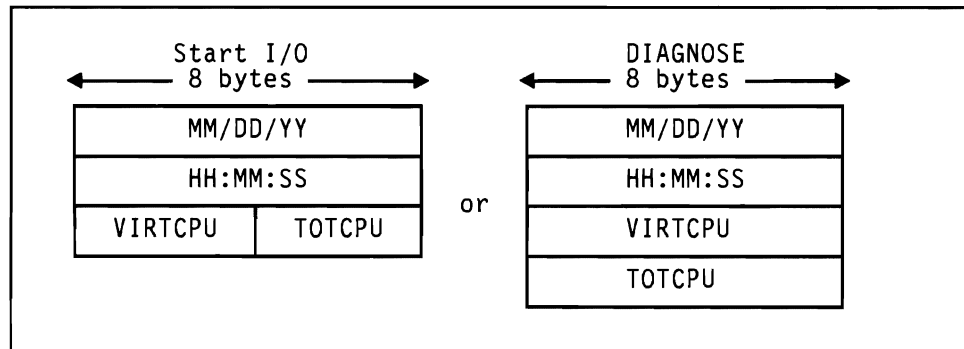 Start I/O
8 bytes
MM/DD/YY
HH:MM:SS
VIRTCPU TOTCPU
or
DIAGNOSE
8 bytes
MM/DD/YY
HH:MM:SS
VIRTCPU
TOTCPU